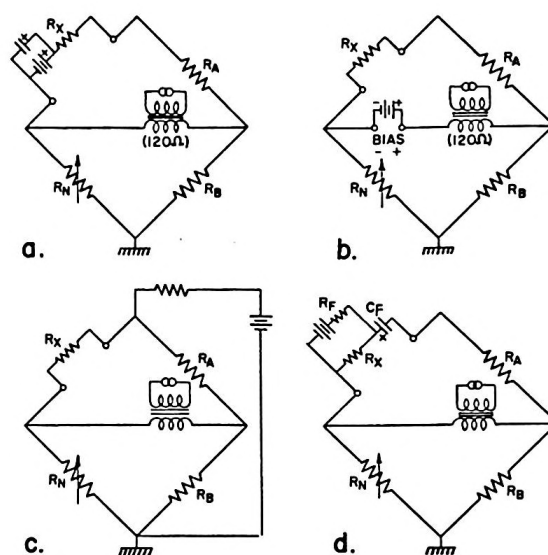 +
+
RX
RA
(120Ω)
RN
RB
a.
RX
RA
- +
BIAS
- +
(120Ω)
RN
RB
b.
RX
RA
RN
RB
c.
RF
CF
+
RX
RA
RN
RB
d.